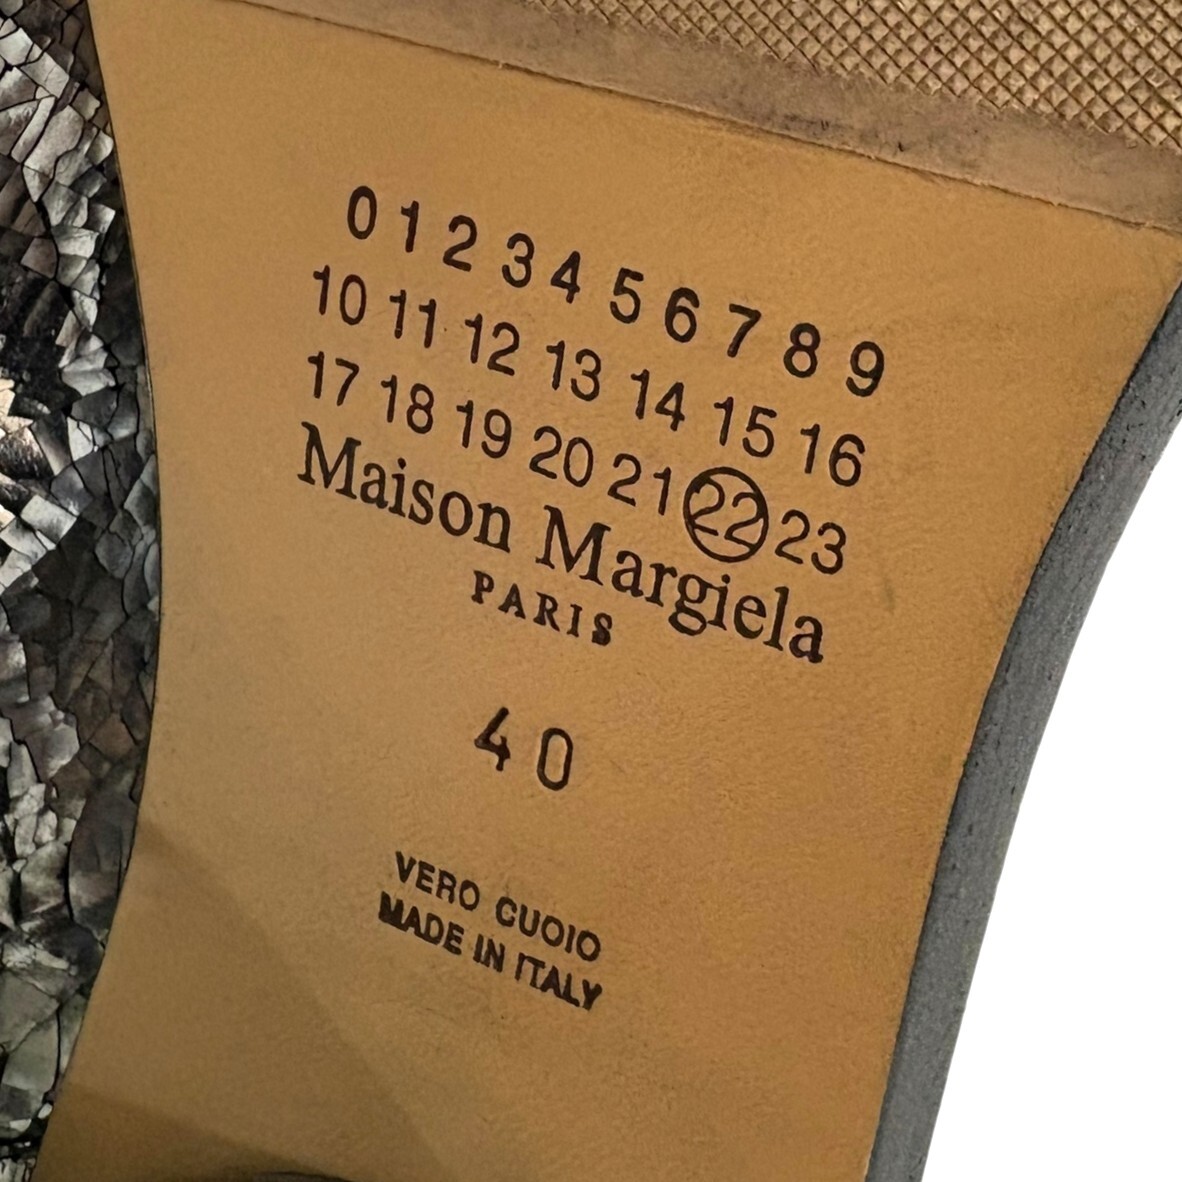 0 1 2 3 4 5 6 7 8 9
10 11 12 13 14 15 16
17 18 19 20 21 22 23
Maison Margiela
PARIS
40
VERO CUOIO
MADE IN ITALY